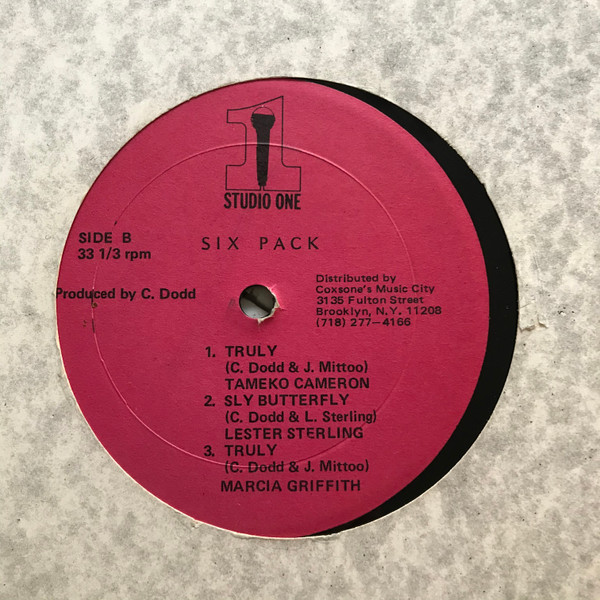 1
STUDIO ONE
SIX PACK
SIDE B
33 1/3 rpm
Produced by C. Dodd
Distributed by
Coxsone's Music City
3135 Fulton Street
Brooklyn, N.Y. 11208
(718) 277—4166
1. TRULY
(C. Dodd & J. Mittoo)
TAMEKO CAMERON
2. SLY BUTTERFLY
(C. Dodd & L. Sterling)
LESTER STERLING
3. TRULY
(C. Dodd & J. Mittoo)
MARCIA GRIFFITH